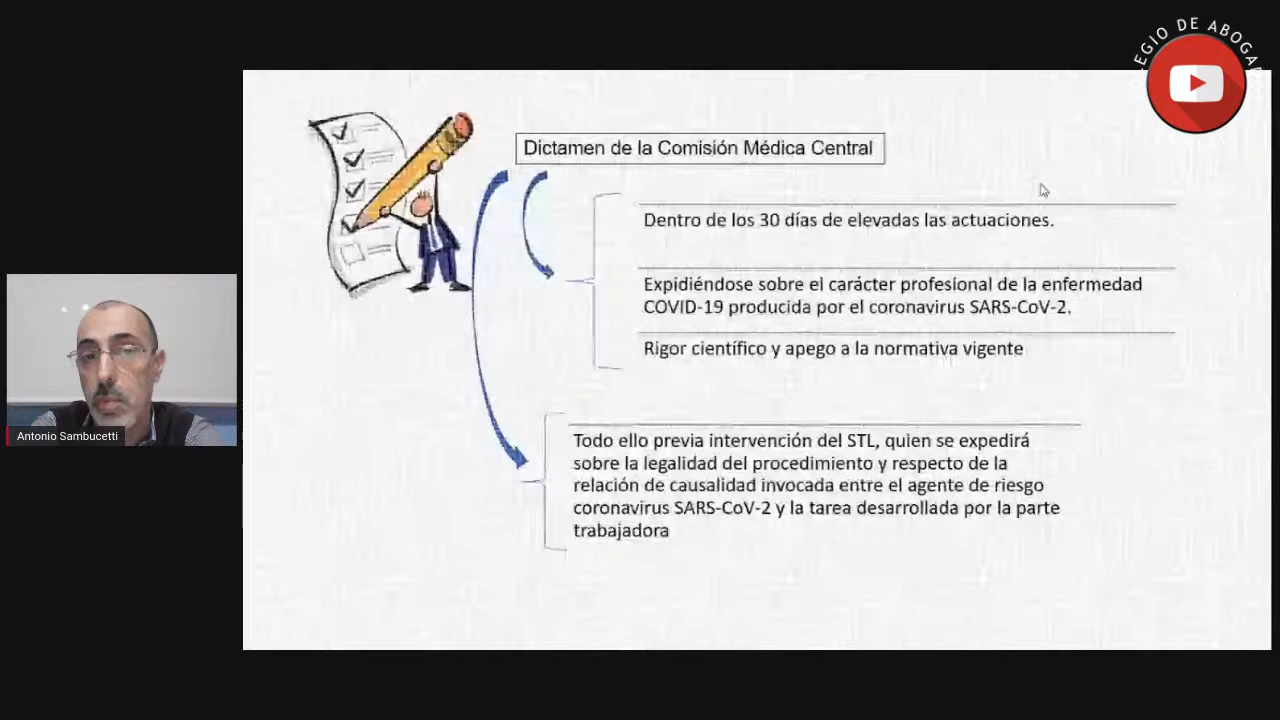 COLEGIO DE ABOGADOS
Dictamen de la Comisión Médica Central
Dentro de los 30 días de elevadas las actuaciones.
Expidiéndose sobre el carácter profesional de la enfermedad
COVID-19 producida por el coronavirus SARS-CoV-2.
Rigor científico y apego a la normativa vigente
Todo ello previa intervención del STL, quien se expedirá
sobre la legalidad del procedimiento y respecto de la
relación de causalidad invocada entre el agente de riesgo
coronavirus SARS-CoV-2 y la tarea desarrollada por la parte
trabajadora
Antonio Sambucetti